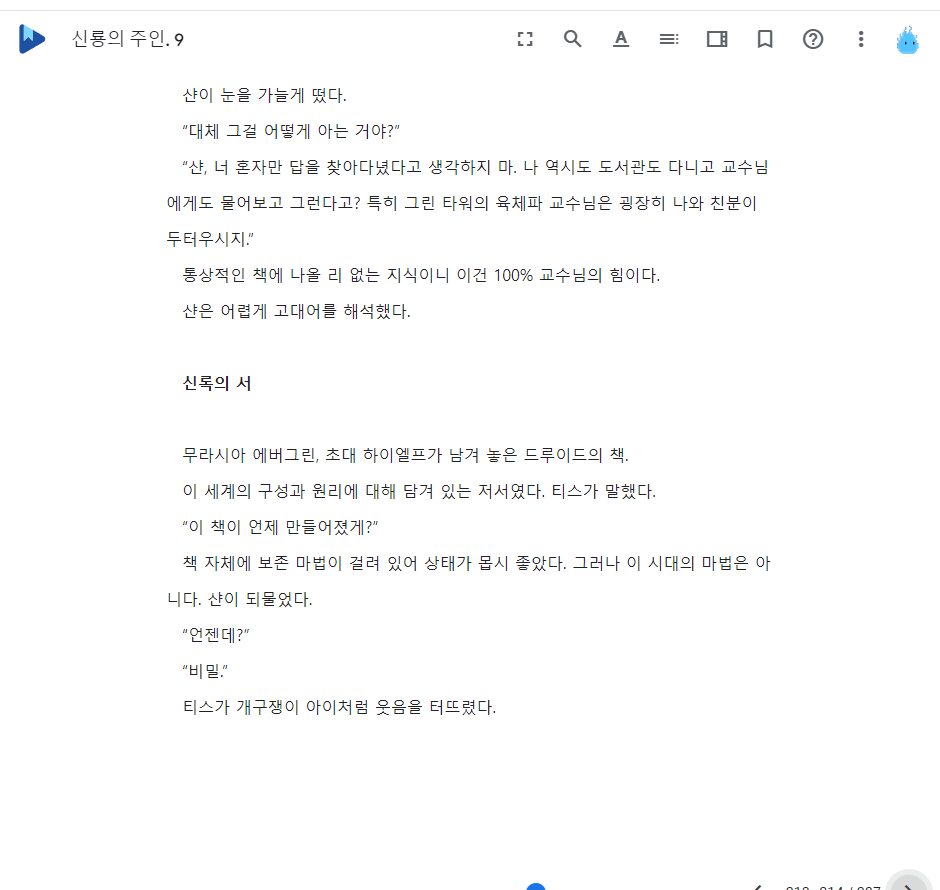 신룡의 주인. 9
샨이 눈을 가늘게 떴다.
“대체 그걸 어떻게 아는 거야?”
“샨, 너 혼자만 답을 찾아다녔다고 생각하지 마. 나 역시도 도서관도 다니고 교수님
에게도 물어보고 그런다고? 특히 그린 타워의 육체파 교수님은 굉장히 나와 친분이
두터우시지.”
통상적인 책에 나올 리 없는 지식이니 이건 100% 교수님의 힘이다.
샨은 어렵게 고대어를 해석했다.
신록의 서
무라시아 에버그린, 초대 하이엘프가 남겨 놓은 드루이드의 책.
이 세계의 구성과 원리에 대해 담겨 있는 저서였다. 티스가 말했다.
“이 책이 언제 만들어졌게?”
책 자체에 보존 마법이 걸려 있어 상태가 몹시 좋았다. 그러나 이 시대의 마법은 아
니다. 샨이 되물었다.
“언젠데?”
“비밀.”
티스가 개구쟁이 아이처럼 웃음을 터뜨렸다.